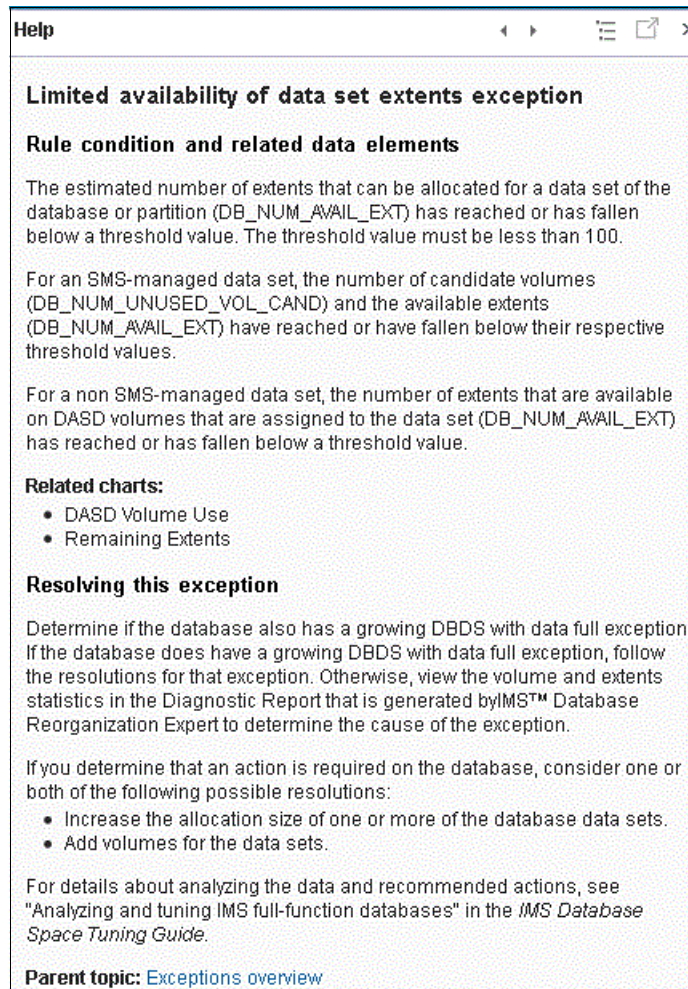 Help
Limited availability of data set extents exception
Rule condition and related data elements
The estimated number of extents that can be allocated for a data set of the
database or partition (DB_NUM_AVAIL_EXT) has reached or has fallen
below a threshold value. The threshold value must be less than 100.
For an SMS-managed data set, the number of candidate volumes
(DB_NUM_UNUSED_VOL_CAND) and the available extents
(DB_NUM_AVAIL_EXT) have reached or have fallen below their respective
threshold values.
For a non SMS-managed data set, the number of extents that are available
on DASD volumes that are assigned to the data set (DB_NUM_AVAIL_EXT)
has reached or has fallen below a threshold value.
Related charts:
• DASD Volume Use
• Remaining Extents
Resolving this exception
Determine if the database also has a growing DBDS with data full exception
If the database does have a growing DBDS with data full exception, follow
the resolutions for that exception. Otherwise, view the volume and extents
statistics in the Diagnostic Report that is generated byIMS™ Database
Reorganization Expert to determine the cause of the exception.
If you determine that an action is required on the database, consider one or
both of the following possible resolutions:
• Increase the allocation size of one or more of the database data sets.
• Add volumes for the data sets.
For details about analyzing the data and recommended actions, see
"Analyzing and tuning IMS full-function databases" in the IMS Database
Space Tuning Guide.
Parent topic: Exceptions overview